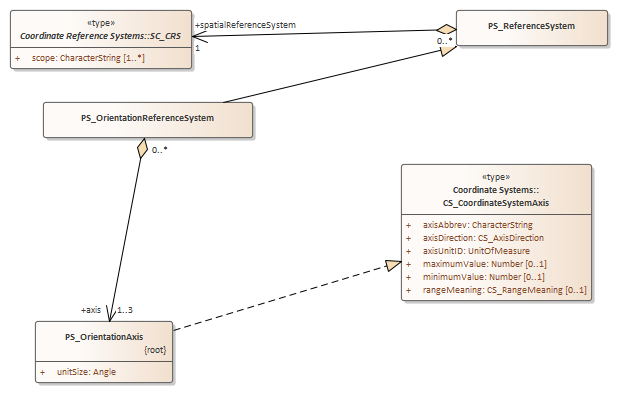 «type»
Coordinate Reference Systems::SC_CRS
+ scope: CharacterString [1..*]
+spatialReferenceSystem
1
0..*
PS_ReferenceSystem
PS_OrientationReferenceSystem
0..*
«type»
Coordinate Systems::
CS_CoordinateSystemAxis
+ axisAbbrev: CharacterString
+ axisDirection: CS_AxisDirection
+ axisUnitID: UnitOfMeasure
+ maximumValue: Number [0..1]
+ minimumValue: Number [0..1]
+ rangeMeaning: CS_RangeMeaning [0..1]
+axis
1..3
PS_OrientationAxis
{root}
+ unitSize: Angle